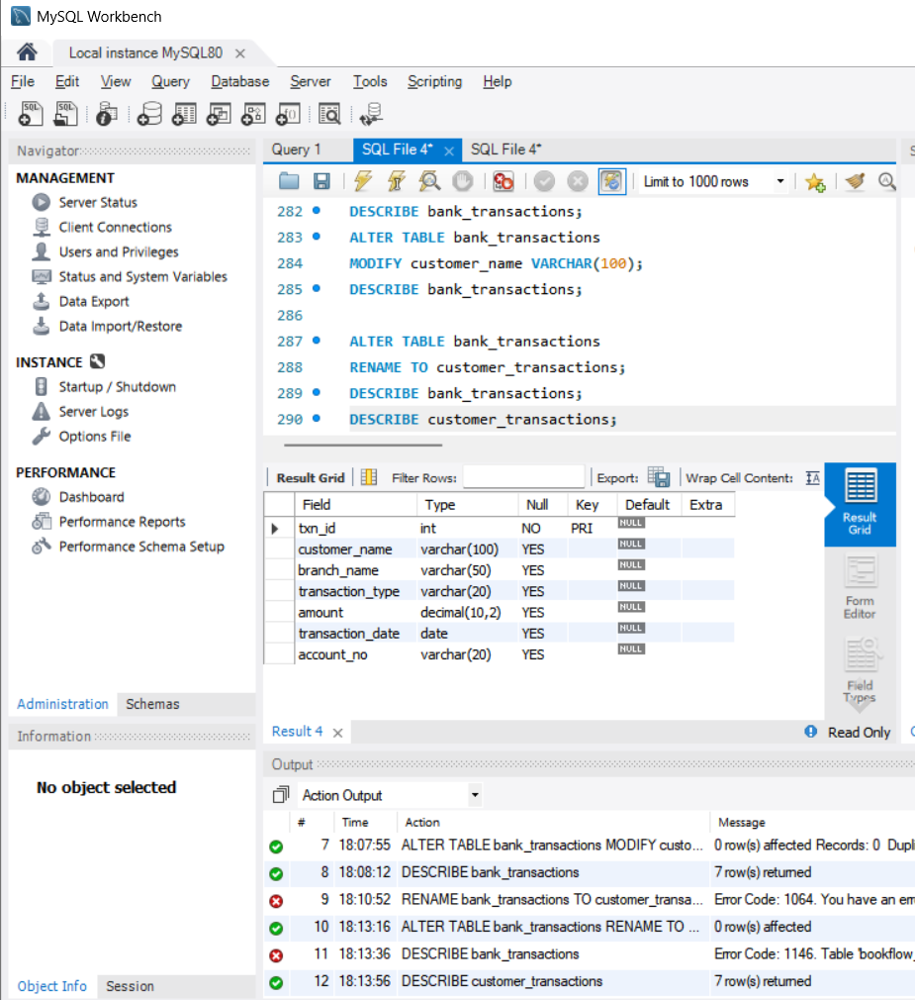 MySQL Workbench
Local instance MySQL80
File Edit View Query Database Server Tools Scripting Help
Navigator
MANAGEMENT
Server Status
Client Connections
Users and Privileges
Status and System Variables
Data Export
Data Import/Restore
INSTANCE
Startup / Shutdown
Server Logs
Options File
PERFORMANCE
Dashboard
Performance Reports
Performance Schema Setup
Administration Schemas
Information
No object selected
Object Info Session
Query 1 SQL File 4* SQL File 4*
Limit to 1000 rows
282 DESCRIBE bank_transactions;
283 ALTER TABLE bank_transactions
284 MODIFY customer_name VARCHAR(100);
285 DESCRIBE bank_transactions;
286
287 ALTER TABLE bank_transactions
288 RENAME TO customer_transactions;
289 DESCRIBE bank_transactions;
290 DESCRIBE customer_transactions;
Result Grid Filter Rows: Export: Wrap Cell Content:
Field Type Null Key Default Extra
txn_id int NO PRI NULL
customer_name varchar(100) YES NULL
branch_name varchar(50) YES NULL
transaction_type varchar(20) YES NULL
amount decimal(10,2) YES NULL
transaction_date date YES NULL
account_no varchar(20) YES NULL
Result
Grid
Form
Editor
Field
Types
Result 4 Read Only
Output
Action Output
# Time Action Message
7 18:07:55 ALTER TABLE bank_transactions MODIFY custo... 0 row(s) affected Records: 0 Dupli
8 18:08:12 DESCRIBE bank_transactions 7 row(s) returned
9 18:10:52 RENAME bank_transactions TO customer_transa... Error Code: 1064. You have an err
10 18:13:16 ALTER TABLE bank_transactions RENAME TO ... 0 row(s) affected
11 18:13:36 DESCRIBE bank_transactions Error Code: 1146. Table 'bookflow_
12 18:13:56 DESCRIBE customer_transactions 7 row(s) returned